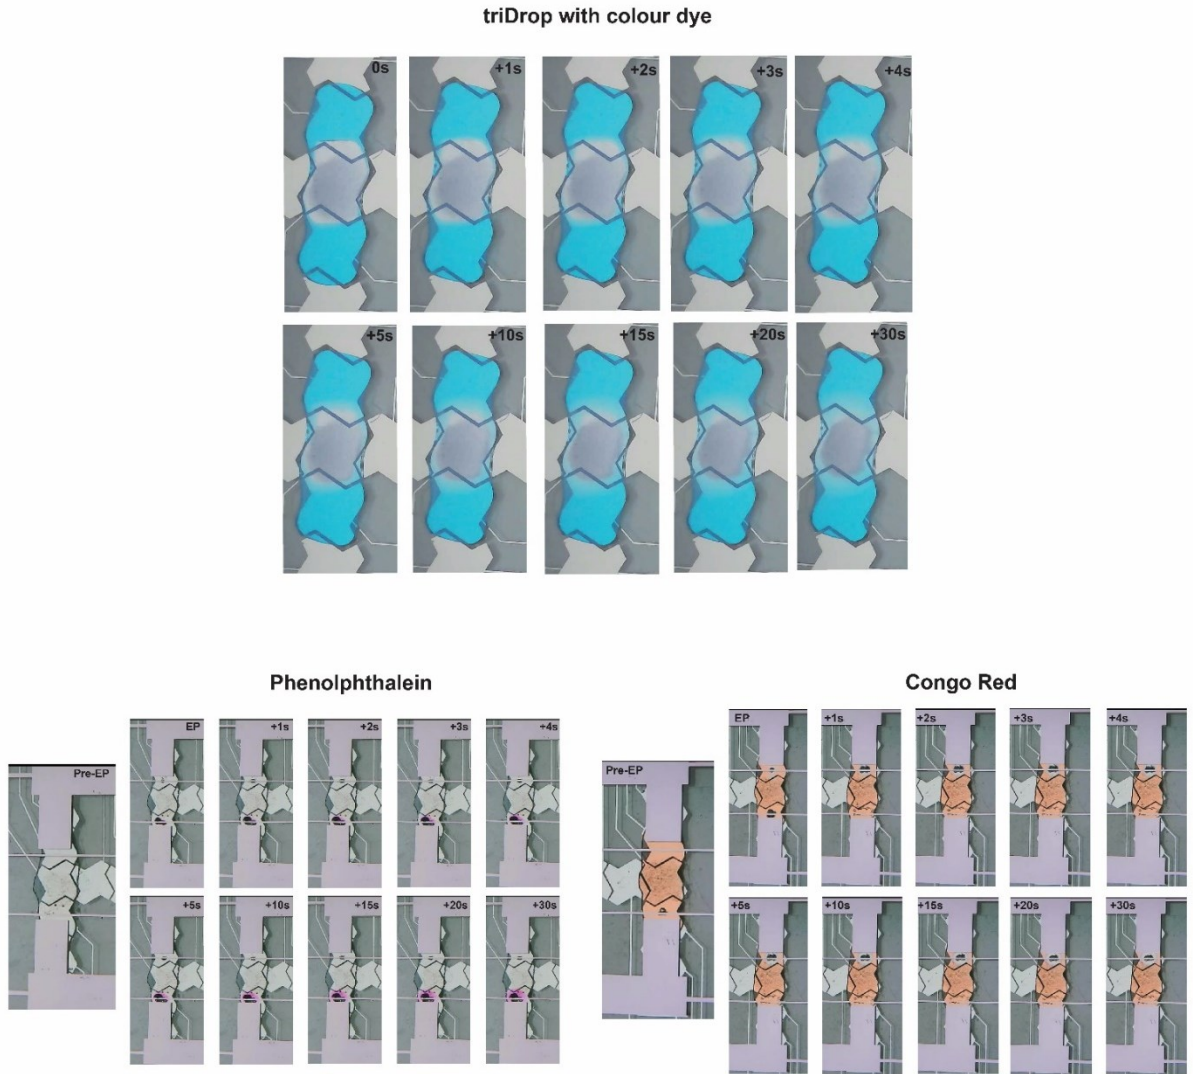 triDrop with colour dye
0s +1s +2s +3s +4s
+5s +10s +15s +20s +30s
Phenolphthalein
Pre-EP
EP +1s +2s +3s +4s
+5s +10s +15s +20s +30s
Congo Red
Pre-EP
EP +1s +2s +3s +4s
+5s +10s +15s +20s +30s